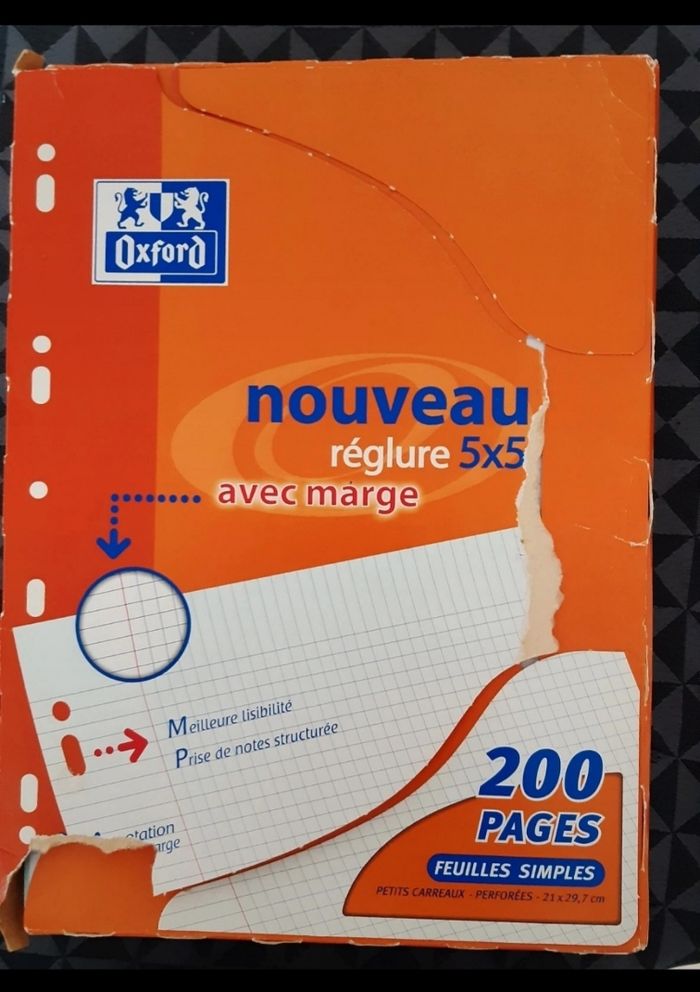 Oxford
nouveau
réglure 5x5
avec marge
Meilleure lisibilité
Prise de notes structurée
200
PAGES
FEUILLES SIMPLES
PETITS CARREAUX - PERFORÉES - 21 x 29,7 cm